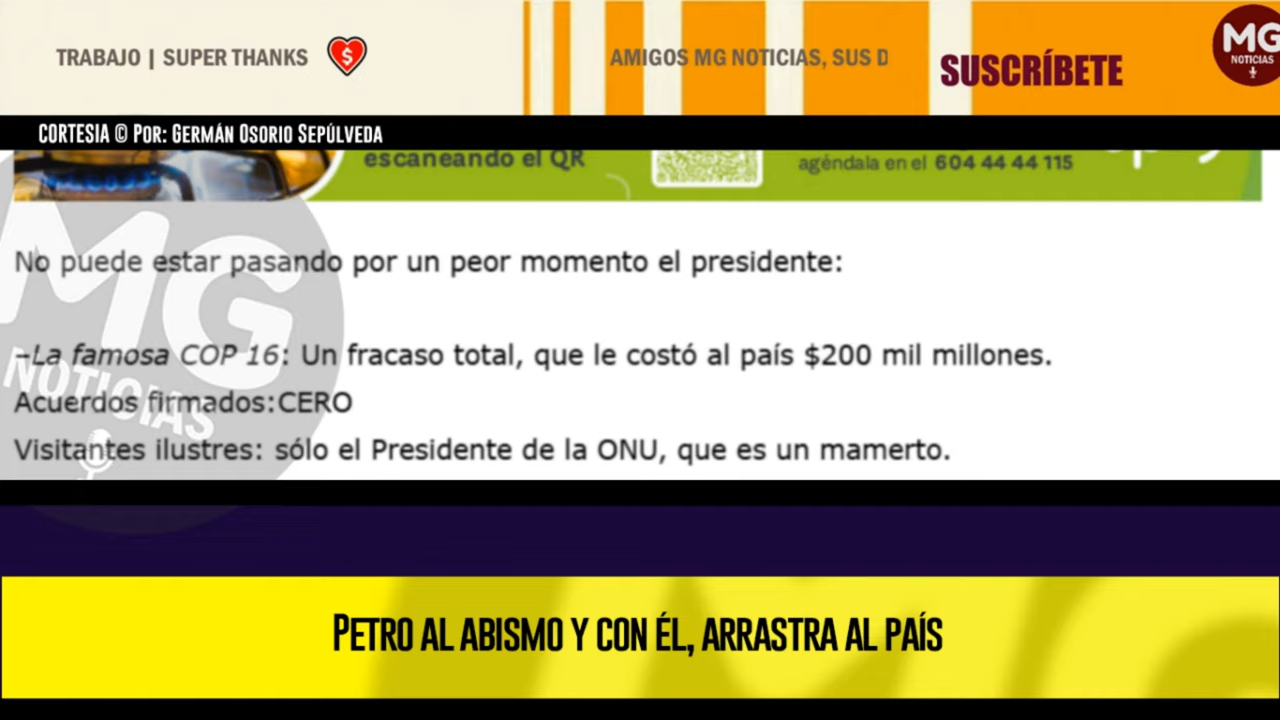 TRABAJO | SUPER THANKS
AMIGOS MG NOTICIAS, SUS D
SUSCRÍBETE
MG
NOTICIAS
CORTESIA © Por: Germán Osorio Sepúlveda
escaneando el QR
agéndala en el 604 44 44 115
No puede estar pasando por un peor momento el presidente:
–La famosa COP 16: Un fracaso total, que le costó al país $200 mil millones.
Acuerdos firmados:CERO
Visitantes ilustres: sólo el Presidente de la ONU, que es un mamerto.
MG
NOTICIAS
Petro al abismo y con él, arrastra al país